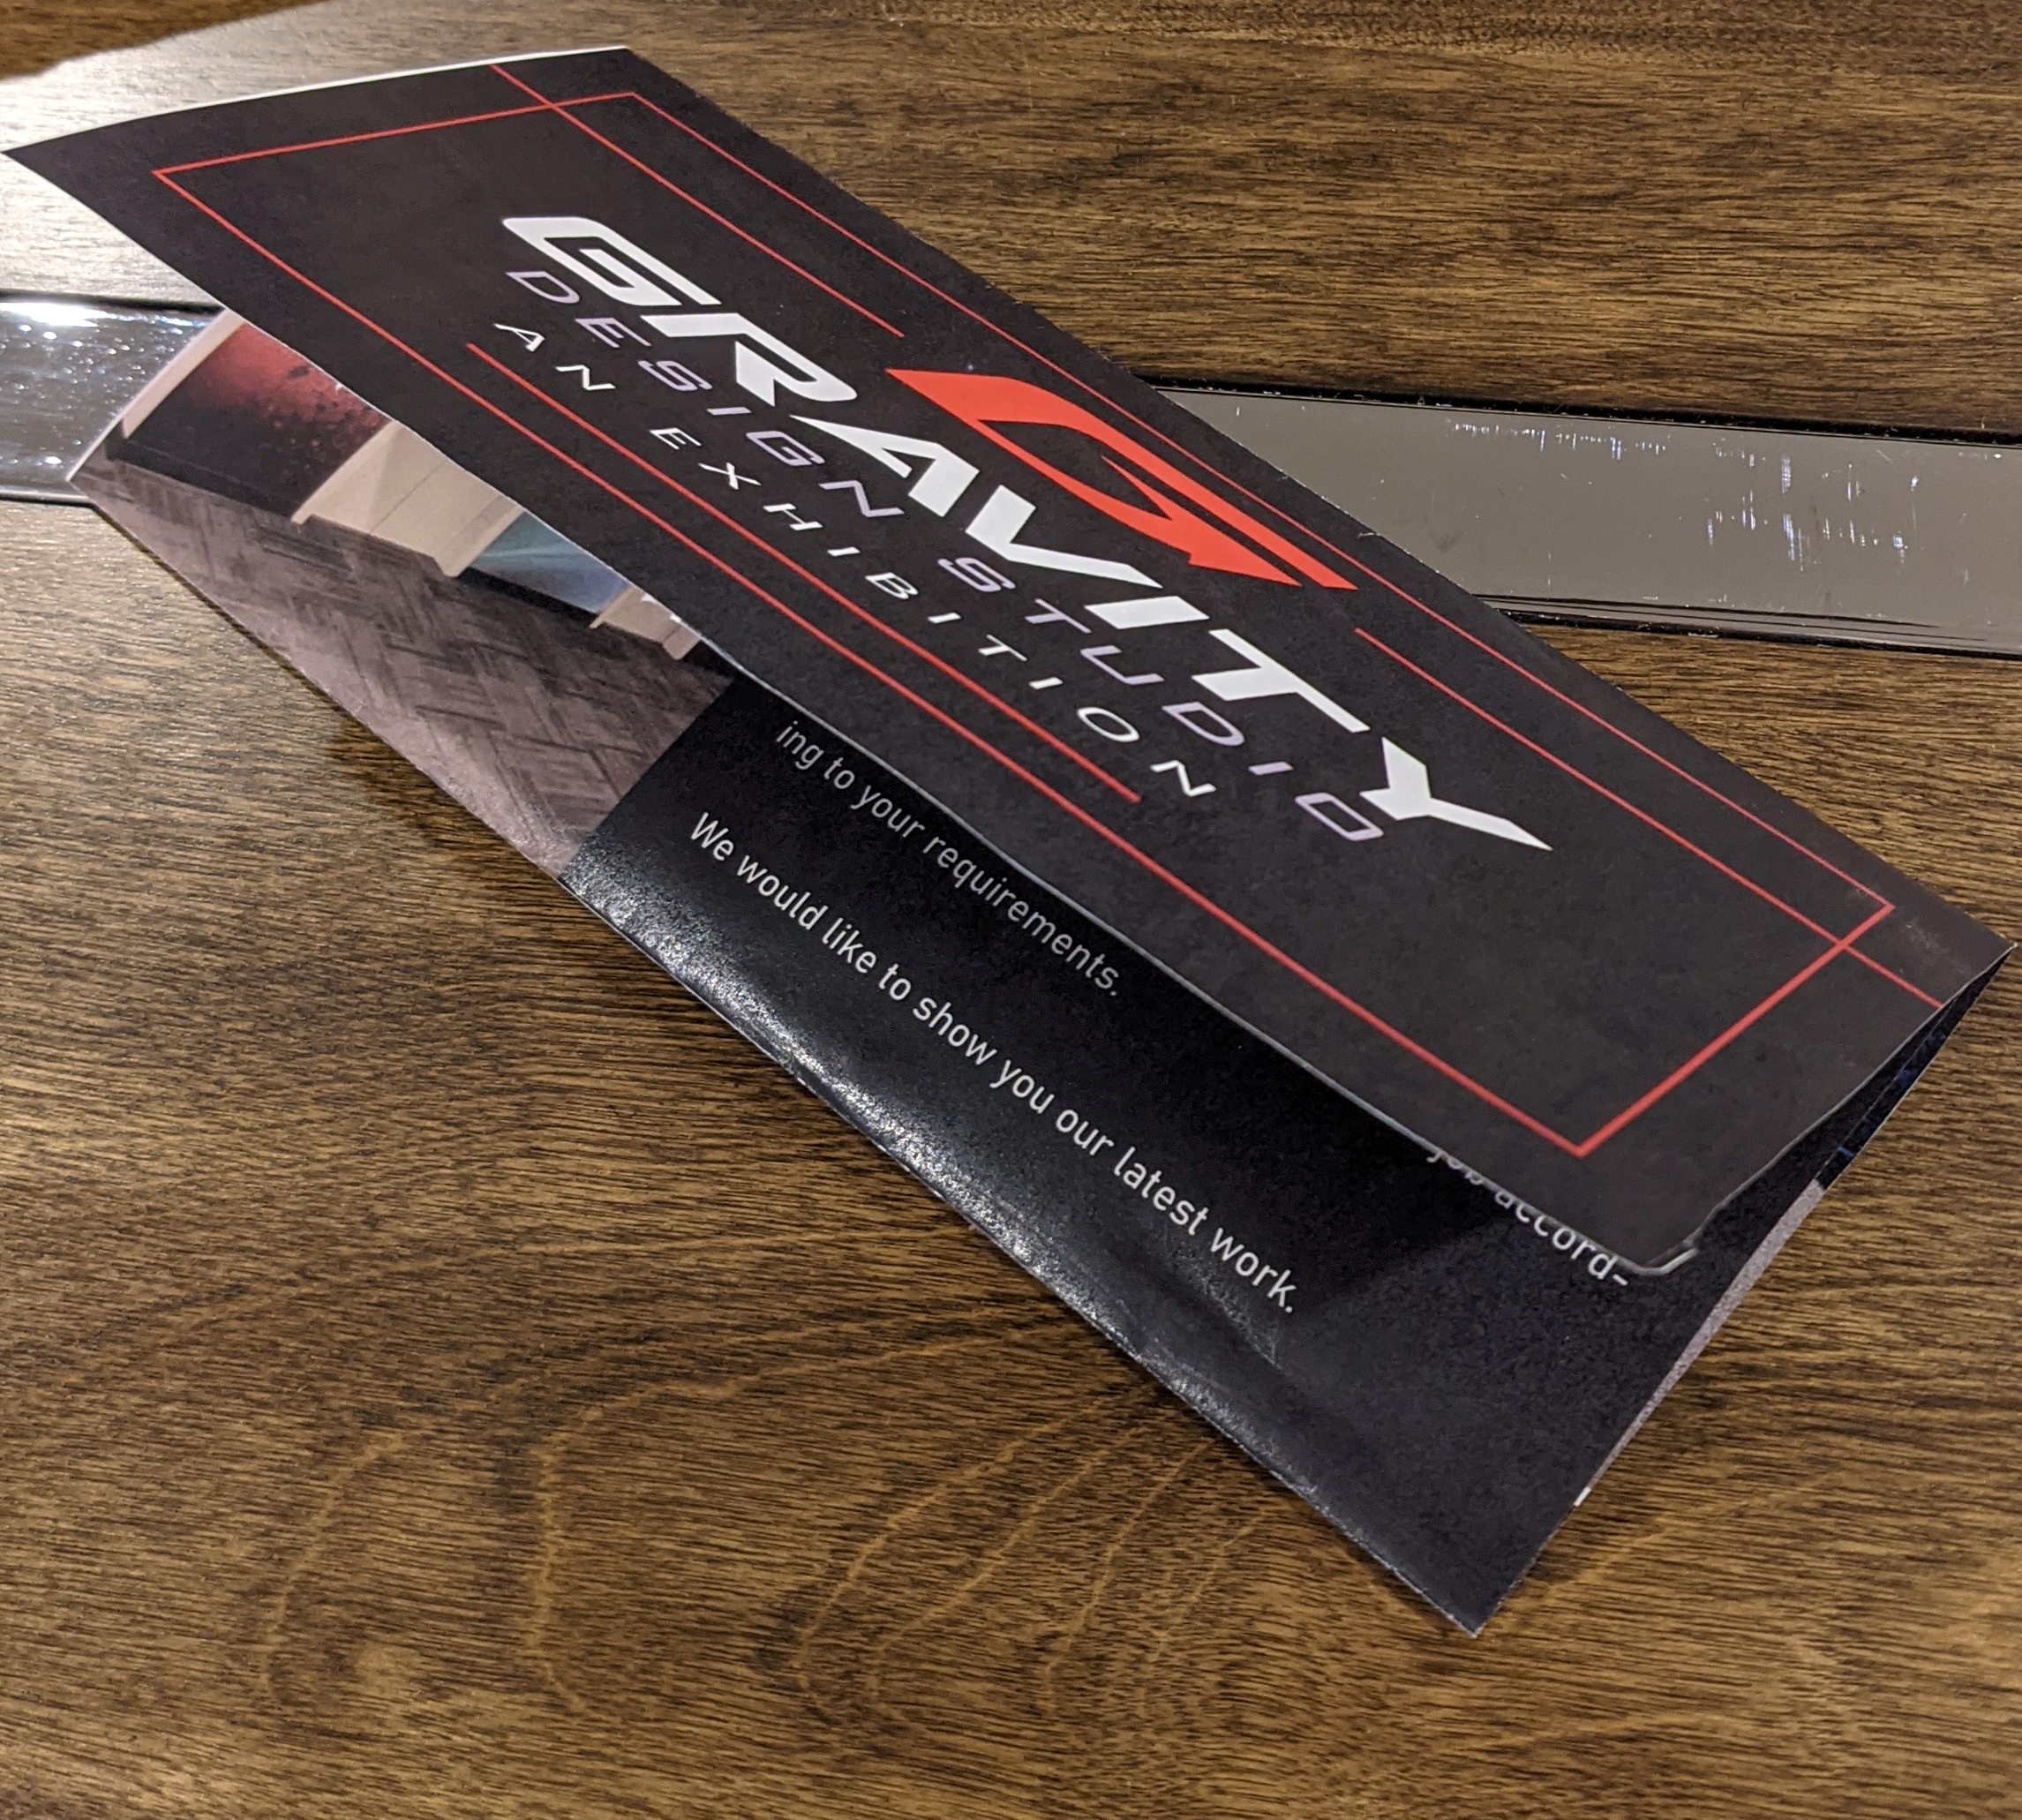 GRAVITY
DESIGN STUDIO
AN EXHIBITION
job accord-
ing to your requirements.
We would like to show you our latest work.